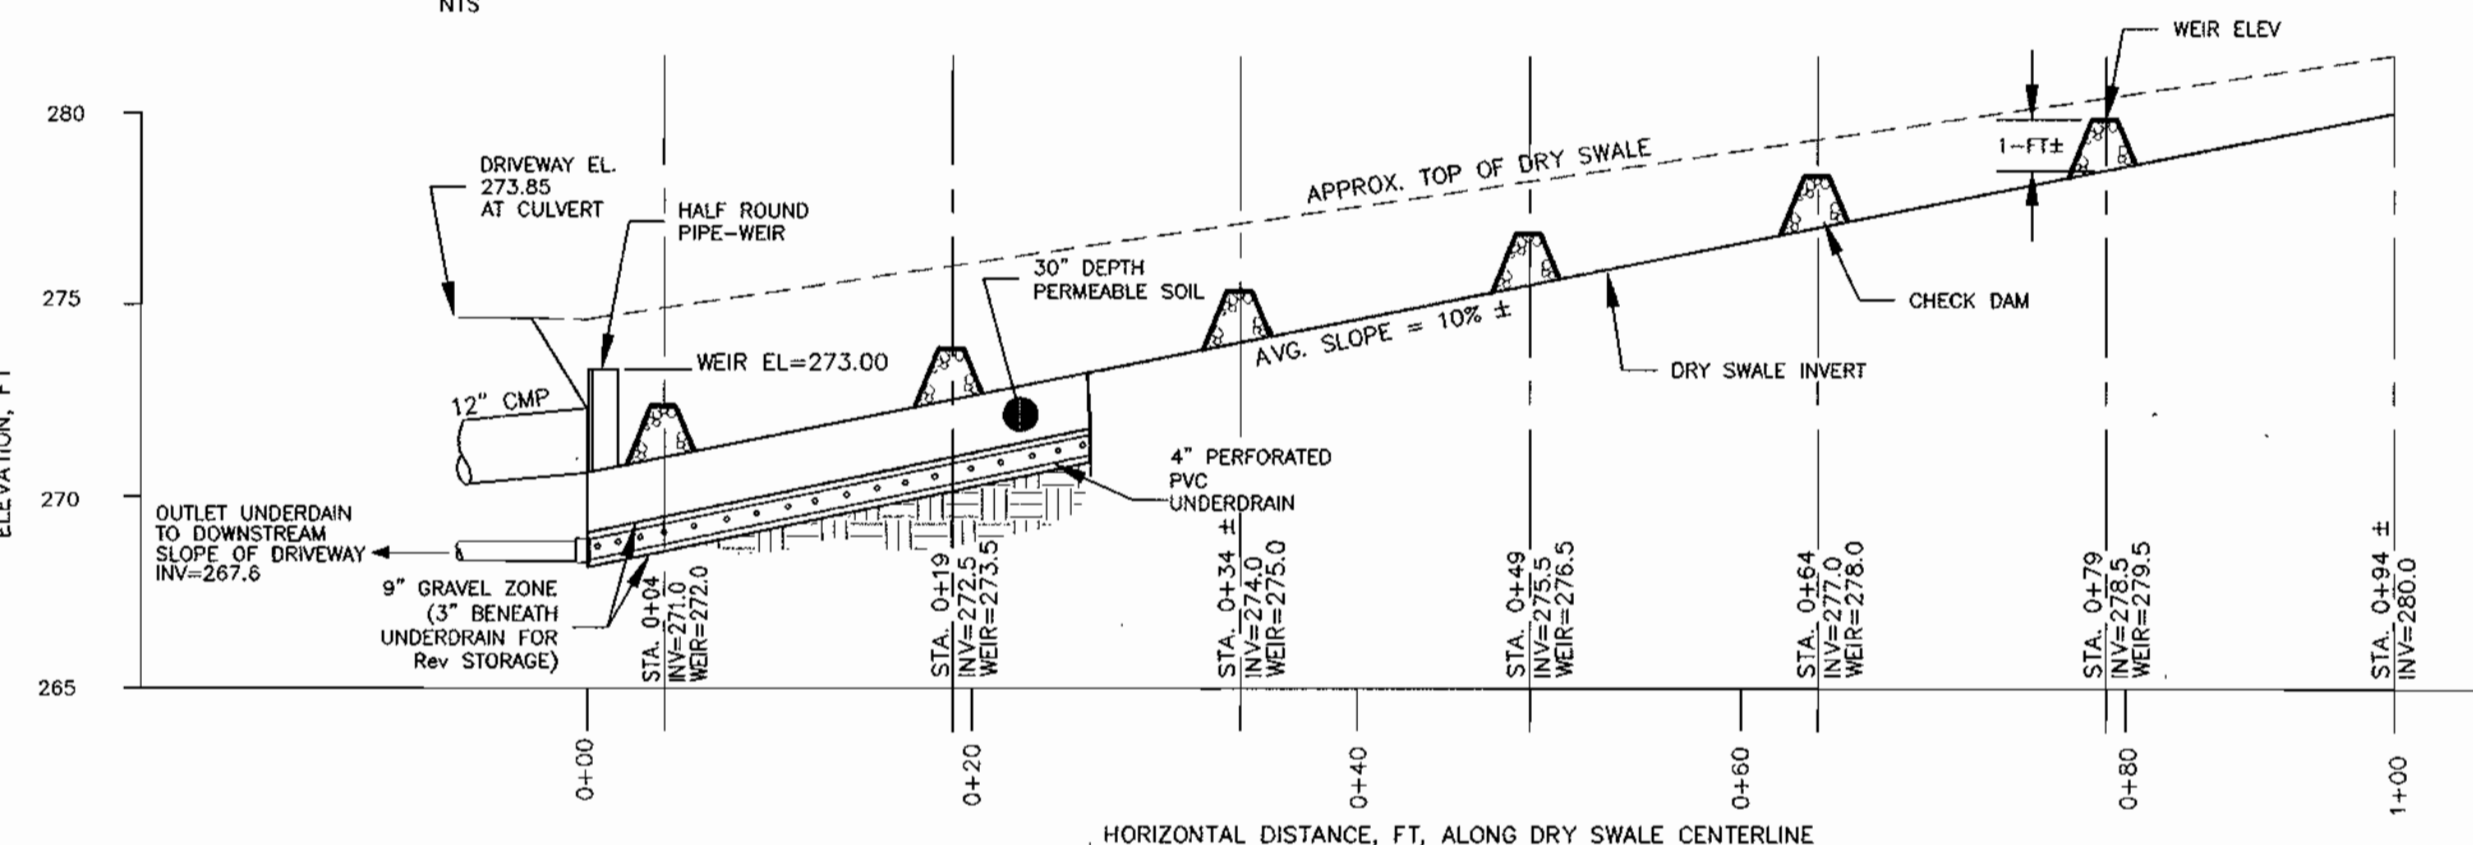 NTS
WEIR ELEV
280
DRIVEWAY EL.
273.85
AT CULVERT
HALF ROUND
PIPE-WEIR
APPROX. TOP OF DRY SWALE
1-FT±
30" DEPTH
PERMEABLE SOIL
275
CHECK DAM
AVG. SLOPE = 10% ±
WEIR EL=273.00
DRY SWALE INVERT
12" CMP
ELEVATION, FT
4" PERFORATED
PVC
UNDERDRAIN
270
OUTLET UNDERDAIN
TO DOWNSTREAM
SLOPE OF DRIVEWAY
INV=267.6
9" GRAVEL ZONE
(3" BENEATH
UNDERDRAIN FOR
Rev STORAGE)
STA. 0+04
INV=271.0
WEIR=272.0
STA. 0+19
INV=272.5
WEIR=273.5
STA. 0+34 ±
INV=274.0
WEIR=275.0
STA. 0+49
INV=275.5
WEIR=276.5
STA. 0+64
INV=277.0
WEIR=278.0
STA. 0+79
INV=278.5
WEIR=279.5
STA. 0+94 ±
INV=280.0
265
0+00
0+20
0+40
0+60
0+80
1+00
HORIZONTAL DISTANCE, FT, ALONG DRY SWALE CENTERLINE